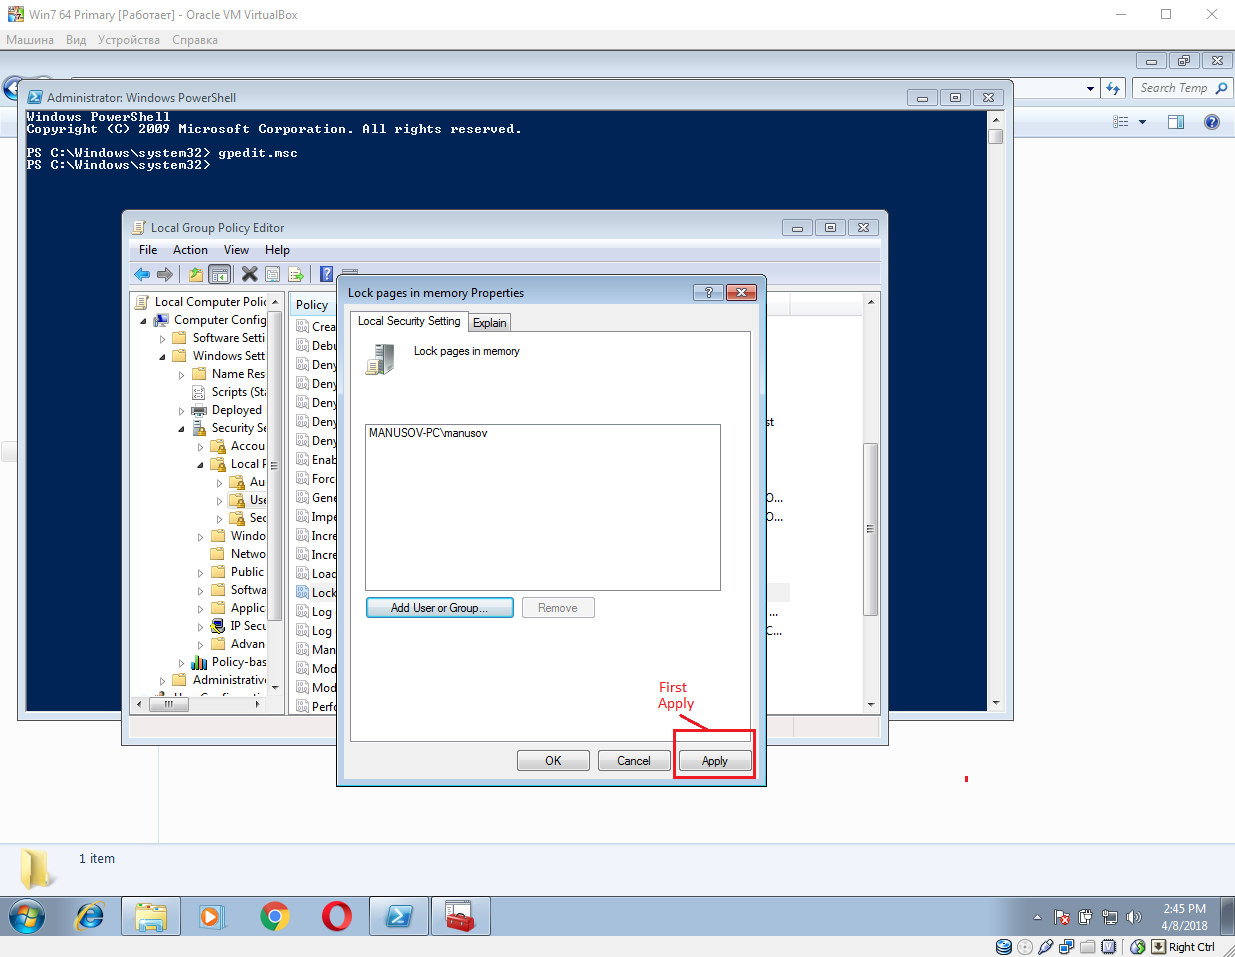 Win7 64 Primary [Работает] - Oracle VM VirtualBox
Машина Вид Устройства Справка
Search Temp
Administrator: Windows PowerShell
Windows PowerShell
Copyright (C) 2009 Microsoft Corporation. All rights reserved.
PS C:\Windows\system32> gpedit.msc
PS C:\Windows\system32>
Local Group Policy Editor
File Action View Help
Local Computer Polic
Computer Config
Software Setti
Windows Sett
Name Res
Scripts (Sta
Deployed
Security Se
Accou
Local P
Au
Use
Sec
Windo
Netwo
Public
Softwa
Applic
IP Secu
Advan
Policy-bas
Administrative
Policy
Crea
Debu
Deny
Deny
Deny
Deny
Deny
Enab
Forc
Gene
Impe
Incre
Incre
Load
Lock
Log
Log
Man
Mod
Mod
Perfo
st
O...
O...
...
C...
Lock pages in memory Properties
Local Security Setting Explain
Lock pages in memory
MANUSOV-PC\manusov
Add User or Group... Remove
First
Apply
OK Cancel Apply
1 item
2:45 PM
4/8/2018
Right Ctrl